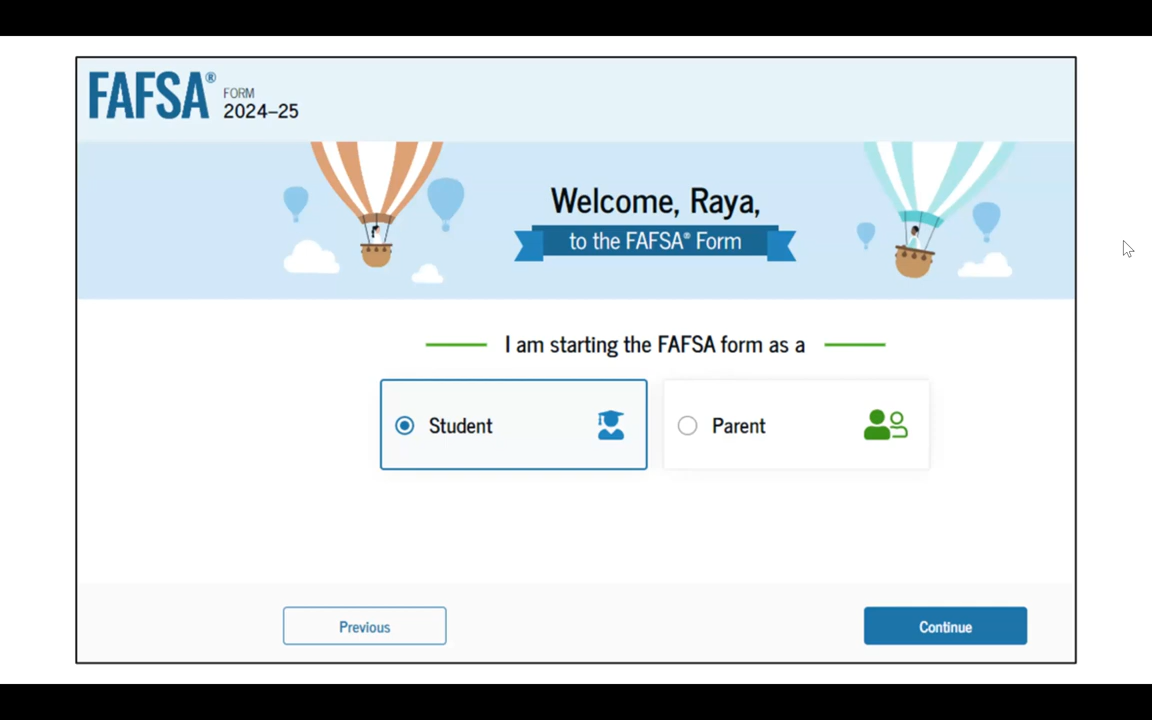 FAFSA®
FORM
2024–25
Welcome, Raya,
to the FAFSA® Form
I am starting the FAFSA form as a
Student
Parent
Previous
Continue